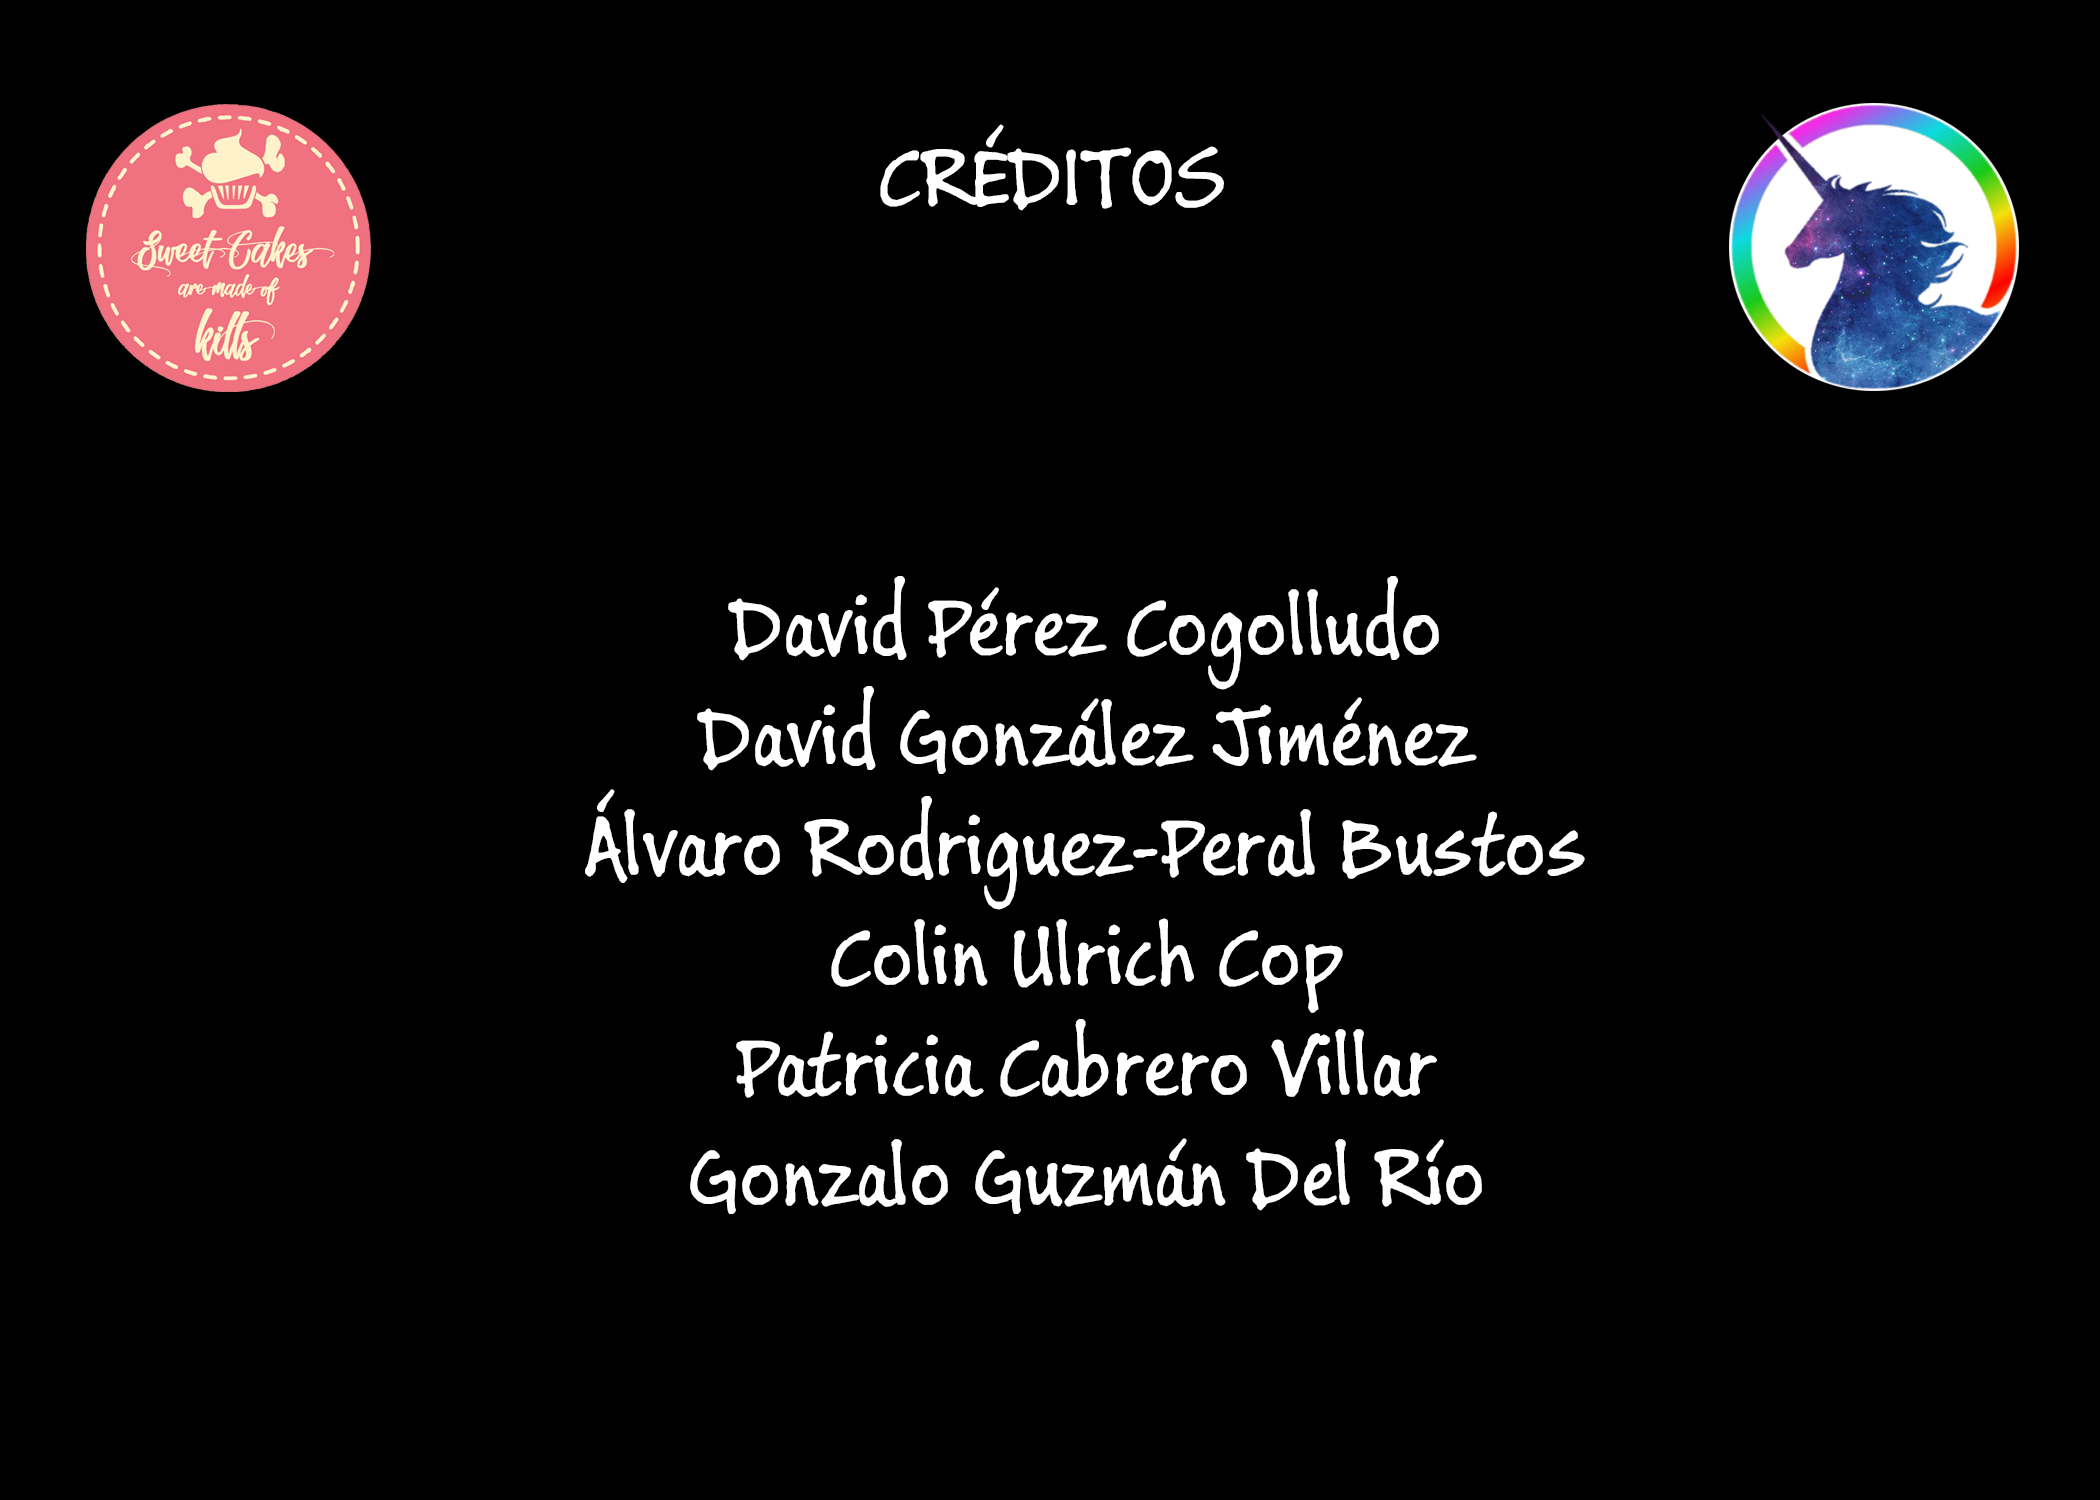 CRÉDITOS
Sweet Cakes
are made of
kills
David Pérez Cogolludo
David González Jiménez
Álvaro Rodriguez-Peral Bustos
Colin Ulrich Cop
Patricia Cabrero Villar
Gonzalo Guzmán Del Río